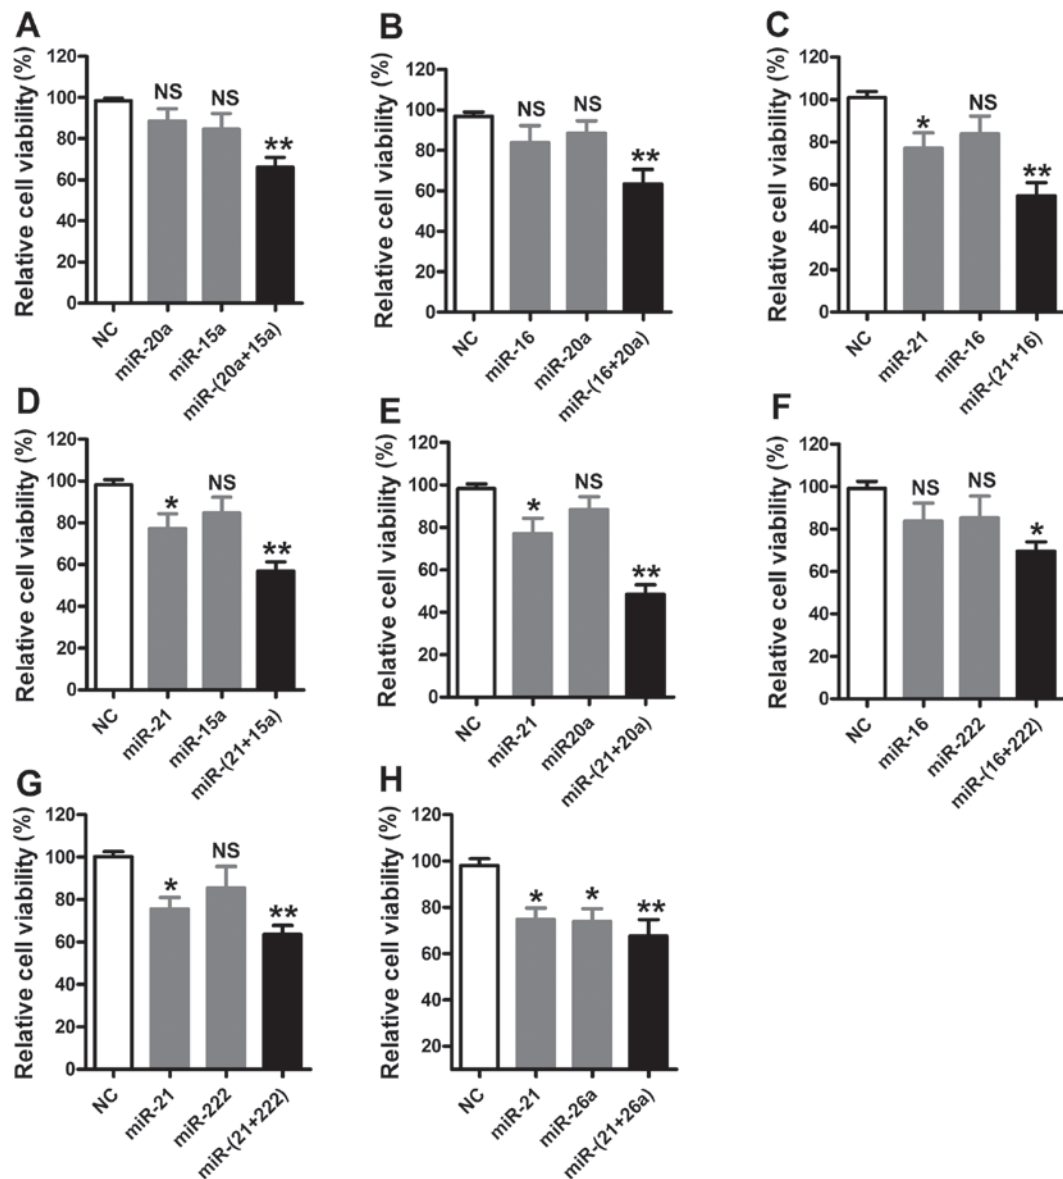 A
Relative cell viability (%)
120
100
80
60
40
20
0
NS
NS
**
NC
miR-20a
miR-15a
miR-(20a+15a)
B
Relative cell viability (%)
120
100
80
60
40
20
0
NS
NS
**
NC
miR-16
miR-20a
miR-(16+20a)
C
Relative cell viability (%)
120
100
80
60
40
20
0
*
NS
**
NC
miR-21
miR-16
miR-(21+16)
D
Relative cell viability (%)
120
100
80
60
40
20
0
*
NS
**
NC
miR-21
miR-15a
miR-(21+15a)
E
Relative cell viability (%)
120
100
80
60
40
20
0
*
NS
**
NC
miR-21
miR20a
miR-(21+20a)
F
Relative cell viability (%)
120
100
80
60
40
20
0
NS
NS
*
NC
miR-16
miR-222
miR-(16+222)
G
Relative cell viability (%)
120
100
80
60
40
20
0
*
NS
**
NC
miR-21
miR-222
miR-(21+222)
H
Relative cell viability (%)
120
100
80
60
40
20
*
*
**
NC
miR-21
miR-26a
miR-(21+26a)